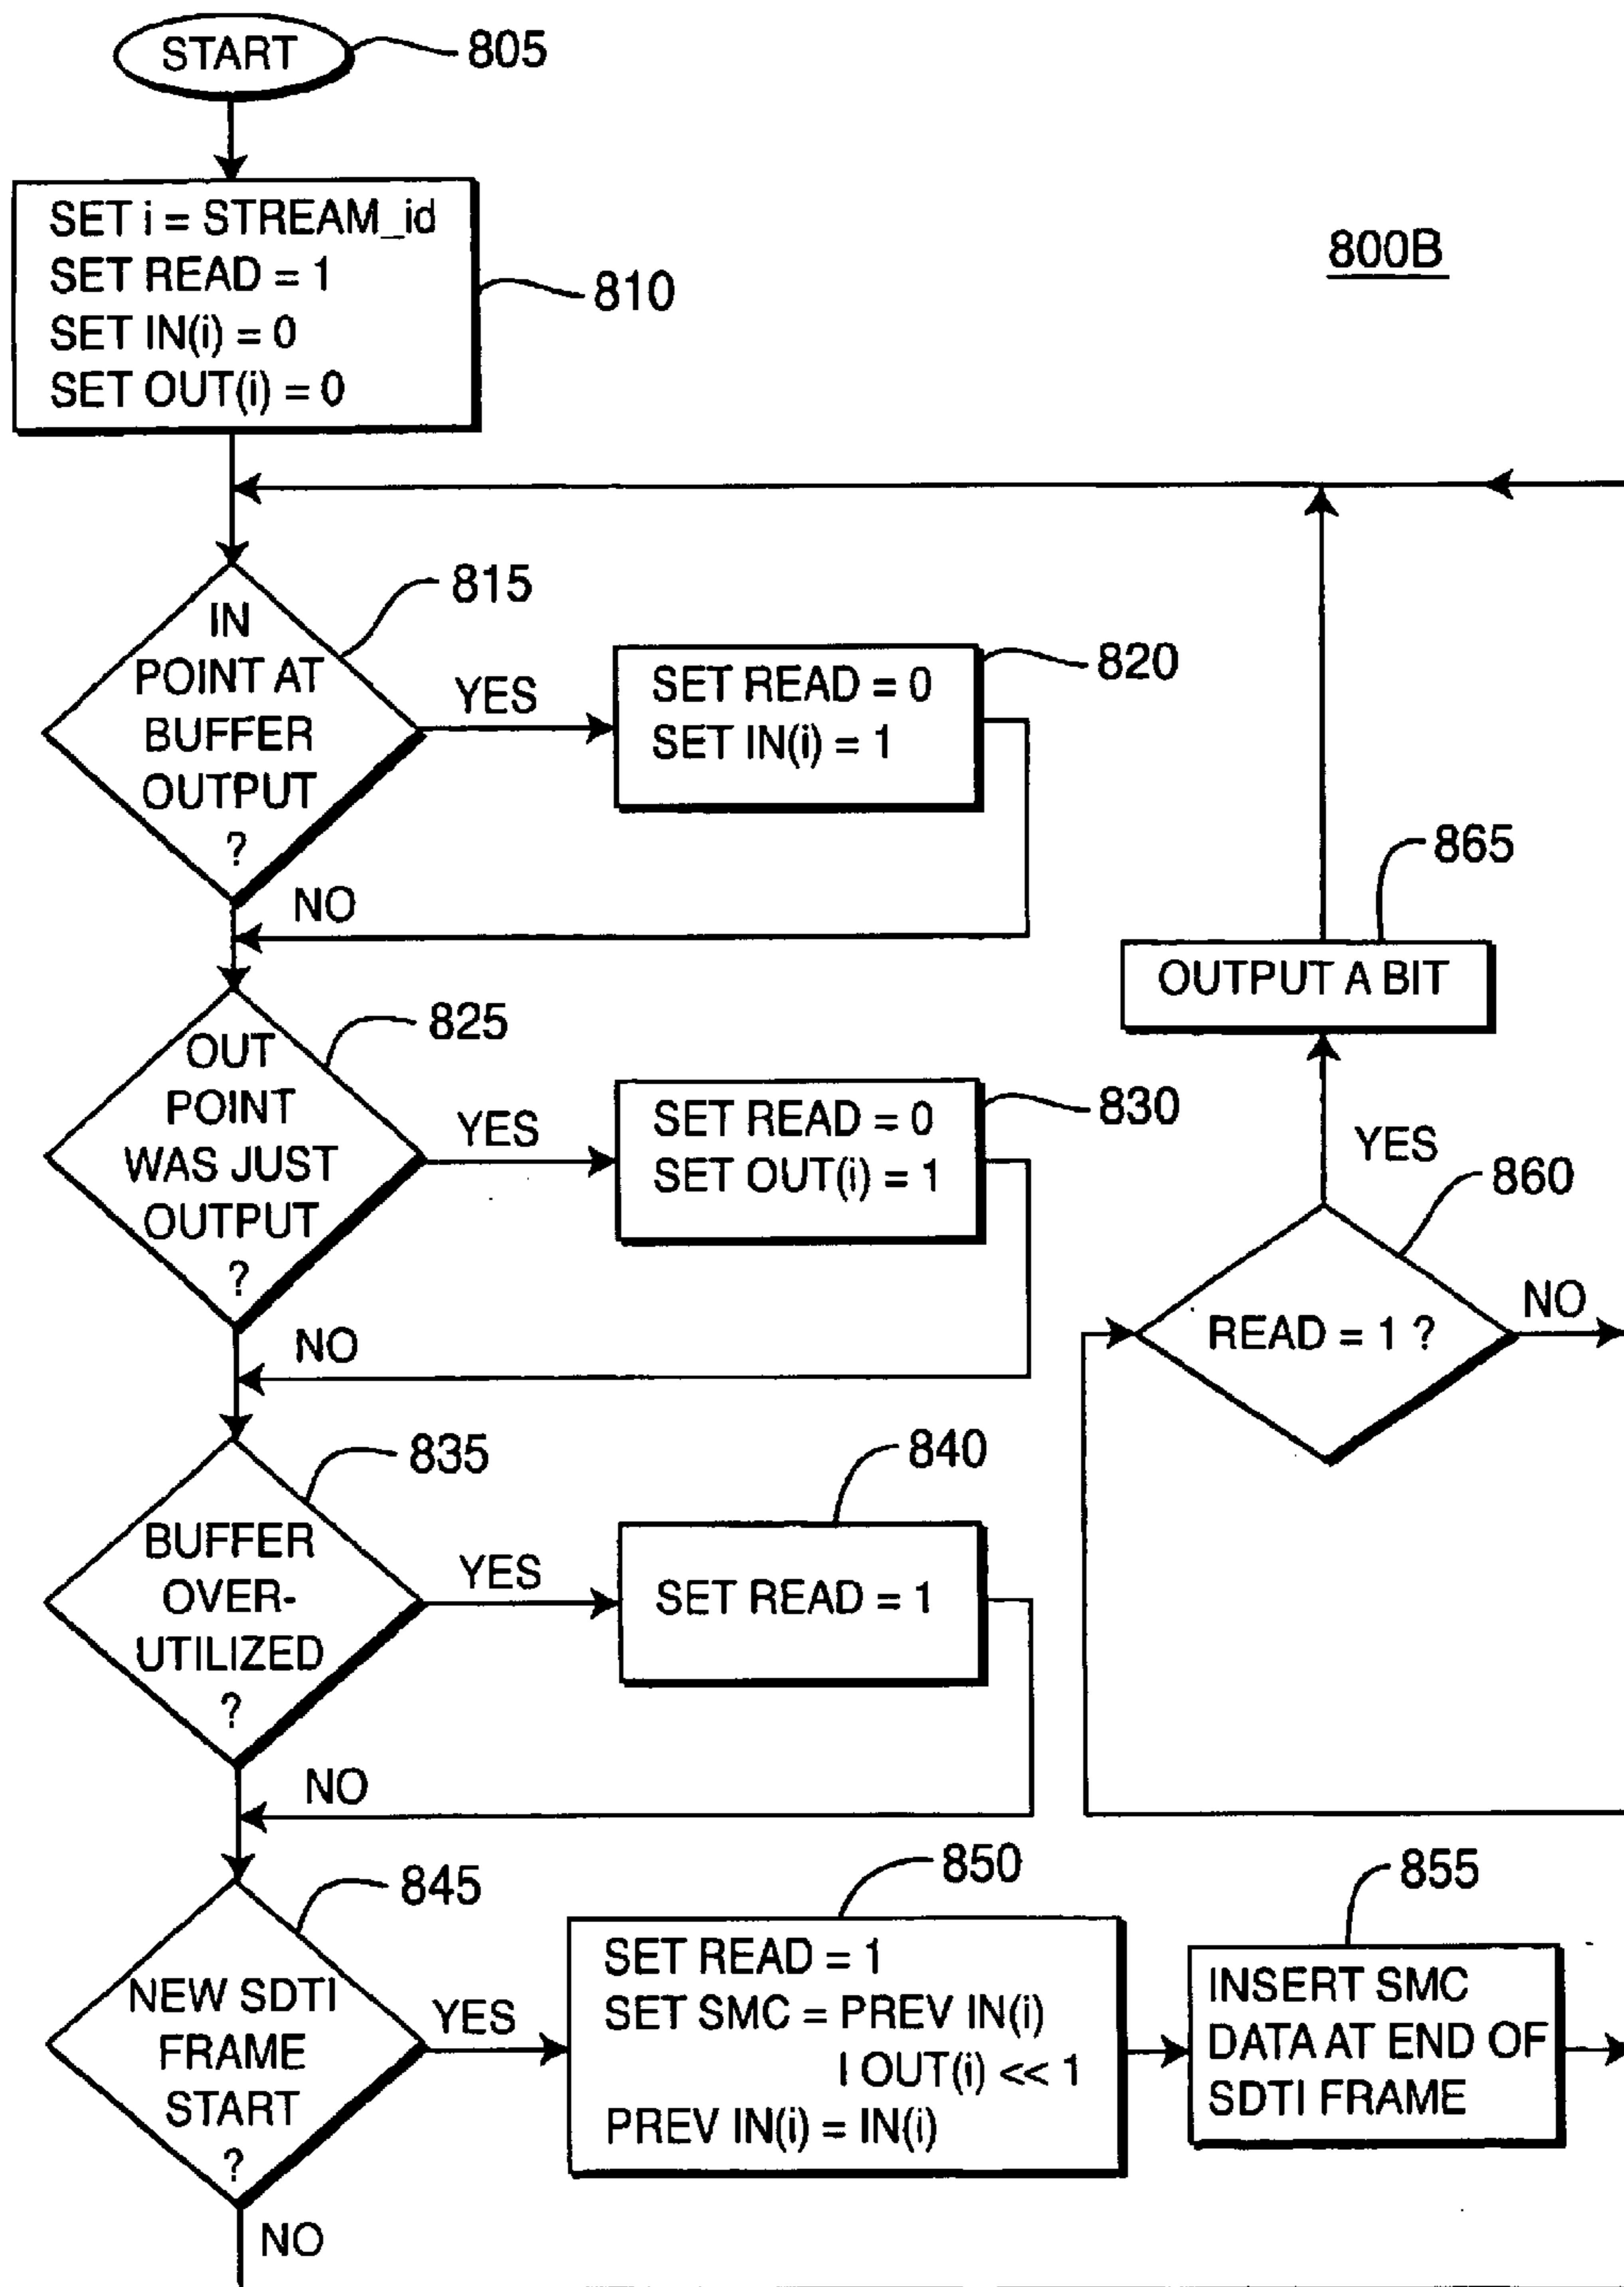 START
805
SET i = STREAM_id
SET READ = 1
SET IN(i) = 0
SET OUT(i) = 0
810
800B
IN
POINT AT
BUFFER
OUTPUT
?
815
YES
SET READ = 0
SET IN(i) = 1
820
NO
OUT
POINT
WAS JUST
OUTPUT
?
825
YES
SET READ = 0
SET OUT(i) = 1
830
NO
BUFFER
OVER-
UTILIZED
?
835
YES
SET READ = 1
840
NO
NEW SDTI
FRAME
START
?
845
YES
NO
SET READ = 1
SET SMC = PREV IN(i)
I OUT(i) << 1
PREV IN(i) = IN(i)
850
INSERT SMC
DATA AT END OF
SDTI FRAME
855
READ = 1 ?
860
YES
NO
OUTPUT A BIT
865